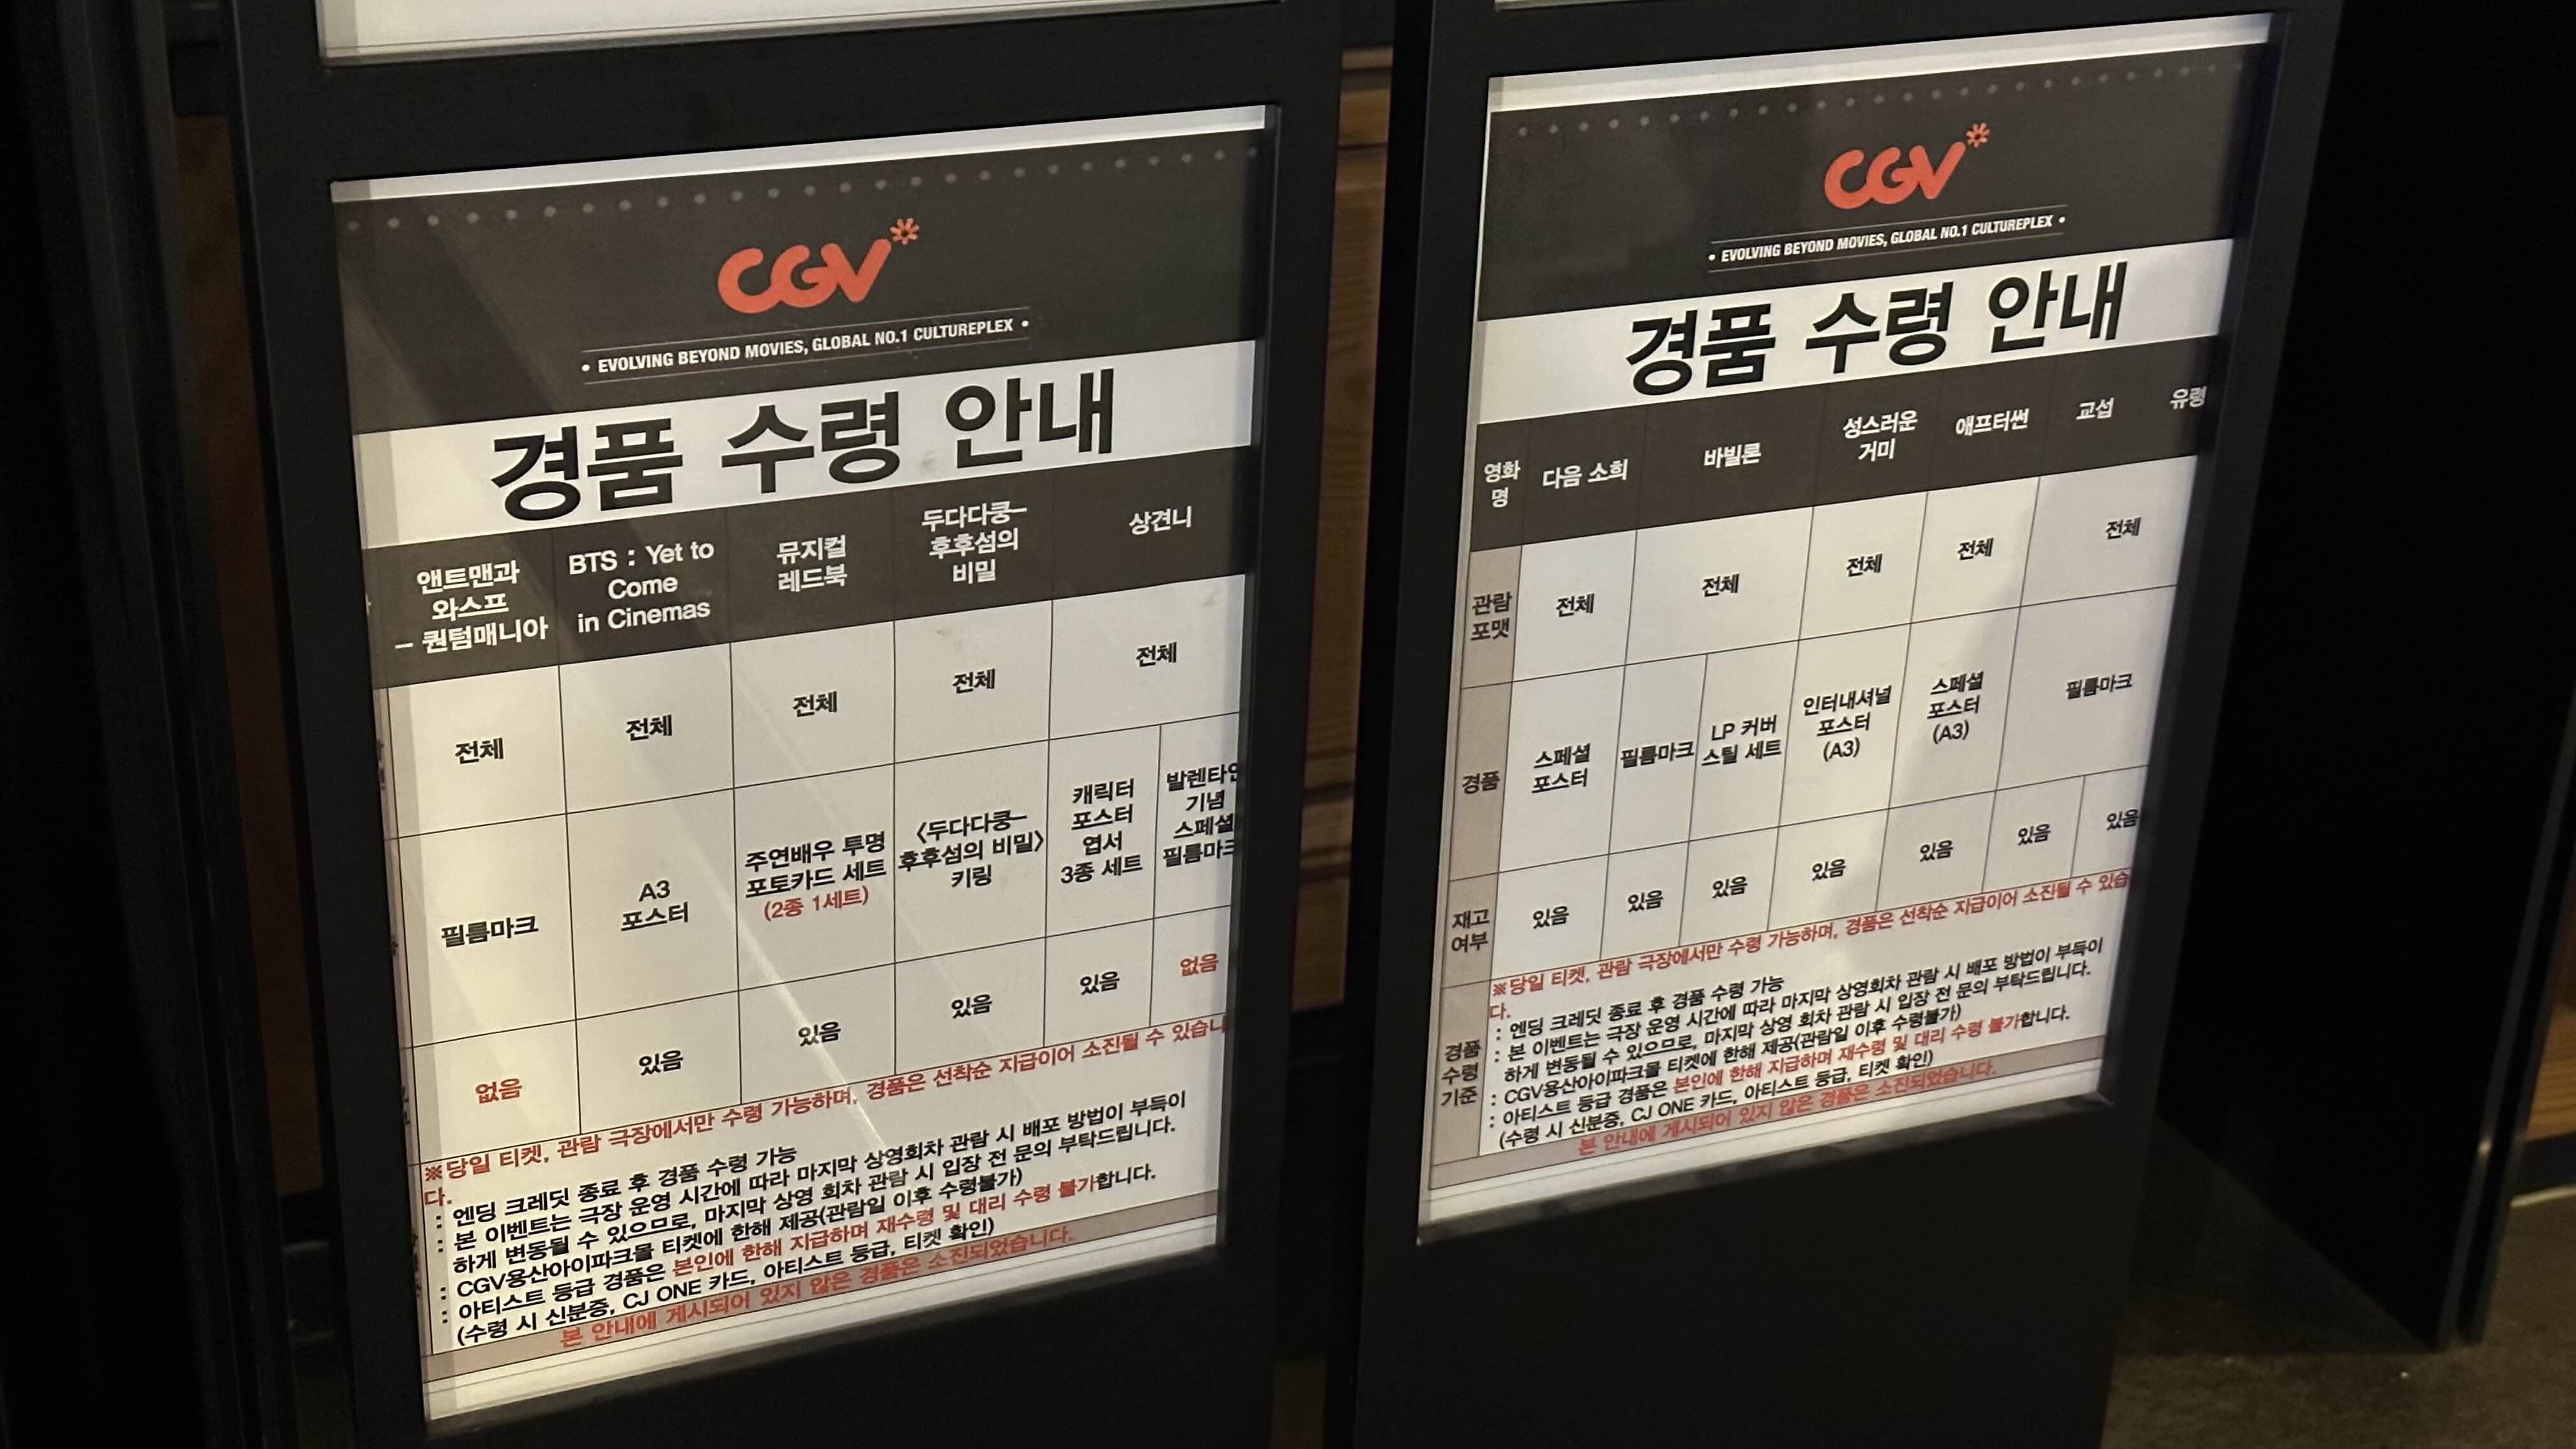 CGV
• EVOLVING BEYOND MOVIES, GLOBAL NO.1 CULTUREPLEX •
경품 수령 안내
앤트맨과
와스프
– 퀀텀매니아
BTS : Yet to
Come
in Cinemas
뮤지컬
레드북
두다다쿵–
후후섬의
비밀
상견니
전체
전체
전체
전체
전체
필름마크
A3
포스터
주연배우 투명
포토카드 세트
(2종 1세트)
〈두다다쿵–
후후섬의 비밀〉
키링
캐릭터
포스터
엽서
3종 세트
발렌타인
기념
스페셜
필름마크
없음
있음
있음
있음
있음
없음
※당일 티켓, 관람 극장에서만 수령 가능하며, 경품은 선착순 지급이어 소진될 수 있습니
다.
: 엔딩 크레딧 종료 후 경품 수령 가능
: 본 이벤트는 극장 운영 시간에 따라 마지막 상영회차 관람 시 배포 방법이 부득이
하게 변동될 수 있으므로, 마지막 상영 회차 관람 시 입장 전 문의 부탁드립니다.
: CGV용산아이파크몰 티켓에 한해 제공(관람일 이후 수령불가)
: 아티스트 등급 경품은 본인에 한해 지급하며 재수령 및 대리 수령 불가합니다.
(수령 시 신분증, CJ ONE 카드, 아티스트 등급, 티켓 확인)
본 안내에 게시되어 있지 않은 경품은 소진되었습니다.
CGV
• EVOLVING BEYOND MOVIES, GLOBAL NO.1 CULTUREPLEX •
경품 수령 안내
영화
명
다음 소희
바빌론
성스러운
거미
애프터썬
교섭
유령
관람
포맷
전체
전체
전체
전체
전체
경품
스페셜
포스터
필름마크
LP 커버
스틸 세트
인터내셔널
포스터
(A3)
스페셜
포스터
(A3)
필름마크
재고
여부
있음
있음
있음
있음
있음
있음
있음
경품
수령
기준
※당일 티켓, 관람 극장에서만 수령 가능하며, 경품은 선착순 지급이어 소진될 수 있습
다.
: 엔딩 크레딧 종료 후 경품 수령 가능
: 본 이벤트는 극장 운영 시간에 따라 마지막 상영회차 관람 시 배포 방법이 부득이
하게 변동될 수 있으므로, 마지막 상영 회차 관람 시 입장 전 문의 부탁드립니다.
: CGV용산아이파크몰 티켓에 한해 제공(관람일 이후 수령불가)
: 아티스트 등급 경품은 본인에 한해 지급하며 재수령 및 대리 수령 불가합니다.
(수령 시 신분증, CJ ONE 카드, 아티스트 등급, 티켓 확인)
본 안내에 게시되어 있지 않은 경품은 소진되었습니다.